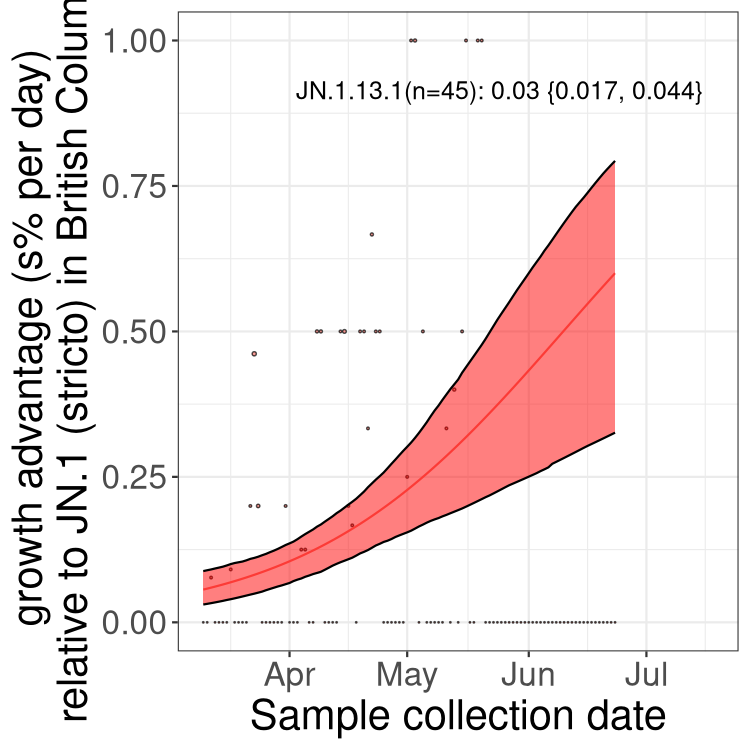 growth advantage (s% per day)
relative to JN.1 (stricto) in British Colum
1.00
0.75
0.50
0.25
0.00
JN.1.13.1(n=45): 0.03 {0.017, 0.044}
Apr May Jun Jul
Sample collection date